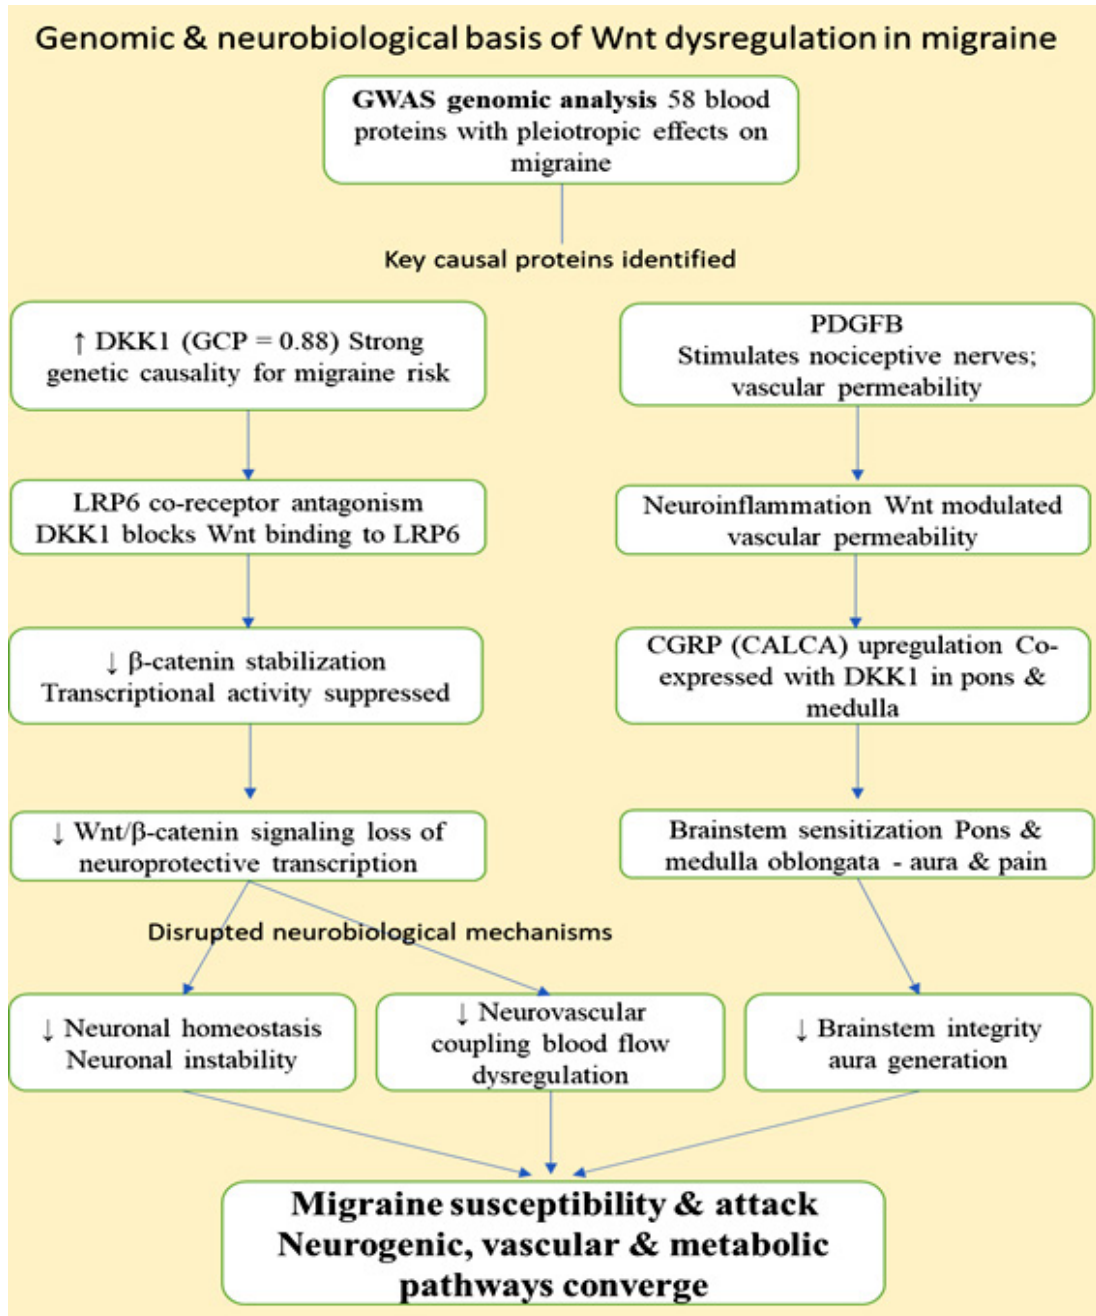 Genomic & neurobiological basis of Wnt dysregulation in migraine
GWAS genomic analysis 58 blood
proteins with pleiotropic effects on
migraine
Key causal proteins identified
↑ DKK1 (GCP = 0.88) Strong
genetic causality for migraine risk
PDGFB
Stimulates nociceptive nerves;
vascular permeability
LRP6 co-receptor antagonism
DKK1 blocks Wnt binding to LRP6
Neuroinflammation Wnt modulated
vascular permeability
↓ β-catenin stabilization
Transcriptional activity suppressed
CGRP (CALCA) upregulation Co-
expressed with DKK1 in pons &
medulla
↓ Wnt/β-catenin signaling loss of
neuroprotective transcription
Brainstem sensitization Pons &
medulla oblongata - aura & pain
Disrupted neurobiological mechanisms
↓ Neuronal homeostasis
Neuronal instability
↓ Neurovascular
coupling blood flow
dysregulation
↓ Brainstem integrity
aura generation
Migraine susceptibility & attack
Neurogenic, vascular & metabolic
pathways converge